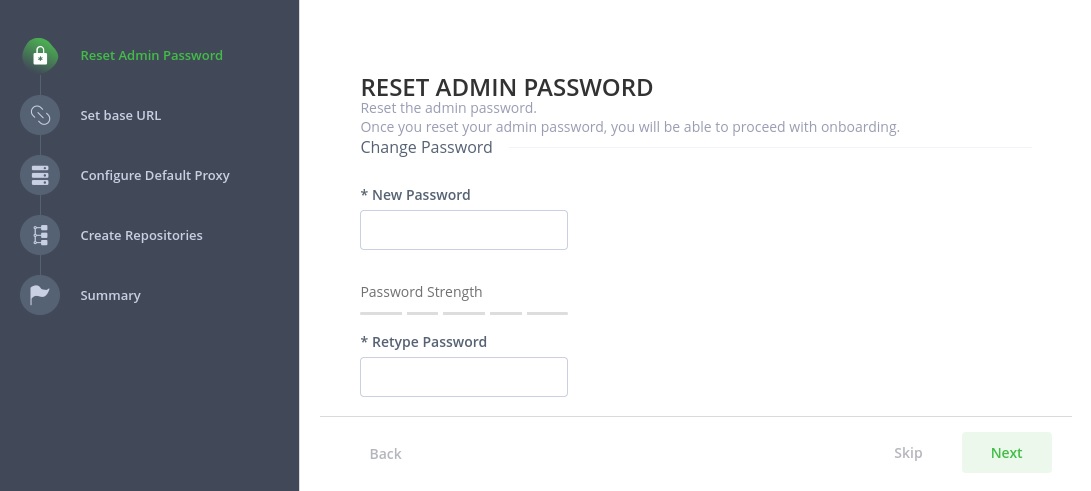 Reset Admin Password
Set base URL
Configure Default Proxy
Create Repositories
Summary
RESET ADMIN PASSWORD
Reset the admin password.
Once you reset your admin password, you will be able to proceed with onboarding.
Change Password
* New Password
Password Strength
* Retype Password
Back
Skip
Next